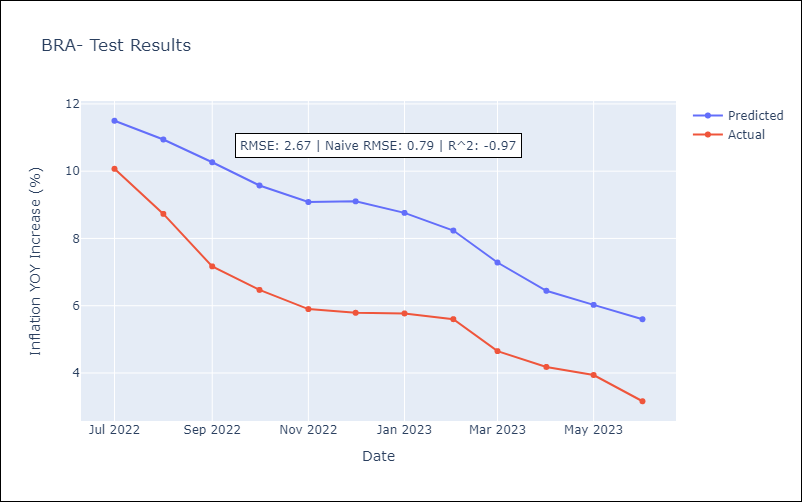 BRA- Test Results
12
10
8
6
4
Inflation YOY Increase (%)
RMSE: 2.67 | Naive RMSE: 0.79 | R^2: -0.97
Predicted
Actual
Jul 2022
Sep 2022
Nov 2022
Jan 2023
Mar 2023
May 2023
Date